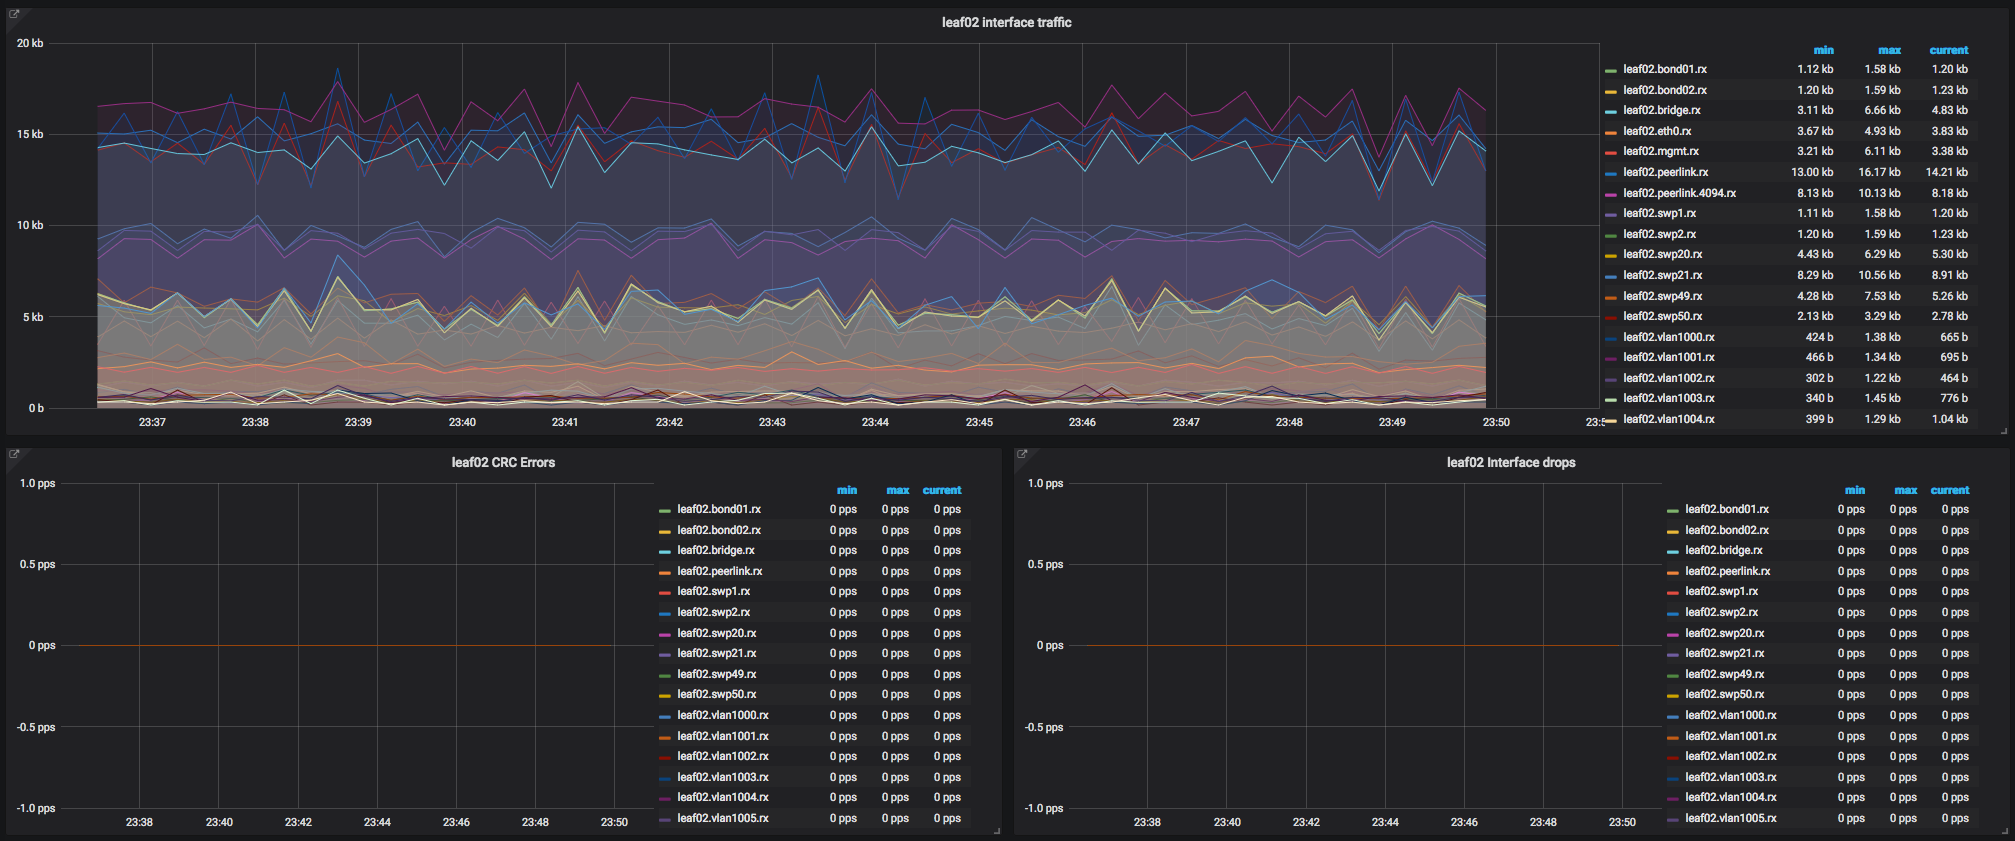 leaf02 interface traffic
20 kb
15 kb
10 kb
5 kb
0 b
23:37 23:38 23:39 23:40 23:41 23:42 23:43 23:44 23:45 23:46 23:47 23:48 23:49 23:50
min max current
leaf02.bond01.rx 1.12 kb 1.58 kb 1.20 kb
leaf02.bond02.rx 1.20 kb 1.59 kb 1.23 kb
leaf02.bridge.rx 3.11 kb 6.66 kb 4.83 kb
leaf02.eth0.rx 3.67 kb 4.93 kb 3.83 kb
leaf02.mgmt.rx 3.21 kb 6.11 kb 3.38 kb
leaf02.peerlink.rx 13.00 kb 16.17 kb 14.21 kb
leaf02.peerlink.4094.rx 8.13 kb 10.13 kb 8.18 kb
leaf02.swp1.rx 1.11 kb 1.58 kb 1.20 kb
leaf02.swp2.rx 1.20 kb 1.59 kb 1.23 kb
leaf02.swp20.rx 4.43 kb 6.29 kb 5.30 kb
leaf02.swp21.rx 8.29 kb 10.56 kb 8.91 kb
leaf02.swp49.rx 4.28 kb 7.53 kb 5.26 kb
leaf02.swp50.rx 2.13 kb 3.29 kb 2.78 kb
leaf02.vlan1000.rx 424 b 1.38 kb 665 b
leaf02.vlan1001.rx 466 b 1.34 kb 695 b
leaf02.vlan1002.rx 302 b 1.22 kb 464 b
leaf02.vlan1003.rx 340 b 1.45 kb 776 b
leaf02.vlan1004.rx 399 b 1.29 kb 1.04 kb
leaf02 CRC Errors
1.0 pps
0.5 pps
0 pps
-0.5 pps
-1.0 pps
23:38 23:40 23:42 23:44 23:46 23:48 23:50
min max current
leaf02.bond01.rx 0 pps 0 pps 0 pps
leaf02.bond02.rx 0 pps 0 pps 0 pps
leaf02.bridge.rx 0 pps 0 pps 0 pps
leaf02.peerlink.rx 0 pps 0 pps 0 pps
leaf02.swp1.rx 0 pps 0 pps 0 pps
leaf02.swp2.rx 0 pps 0 pps 0 pps
leaf02.swp20.rx 0 pps 0 pps 0 pps
leaf02.swp21.rx 0 pps 0 pps 0 pps
leaf02.swp49.rx 0 pps 0 pps 0 pps
leaf02.swp50.rx 0 pps 0 pps 0 pps
leaf02.vlan1000.rx 0 pps 0 pps 0 pps
leaf02.vlan1001.rx 0 pps 0 pps 0 pps
leaf02.vlan1002.rx 0 pps 0 pps 0 pps
leaf02.vlan1003.rx 0 pps 0 pps 0 pps
leaf02.vlan1004.rx 0 pps 0 pps 0 pps
leaf02.vlan1005.rx 0 pps 0 pps 0 pps
leaf02 Interface drops
1.0 pps
0.5 pps
0 pps
-0.5 pps
-1.0 pps
23:38 23:40 23:42 23:44 23:46 23:48 23:50
min max current
leaf02.bond01.rx 0 pps 0 pps 0 pps
leaf02.bond02.rx 0 pps 0 pps 0 pps
leaf02.bridge.rx 0 pps 0 pps 0 pps
leaf02.peerlink.rx 0 pps 0 pps 0 pps
leaf02.swp1.rx 0 pps 0 pps 0 pps
leaf02.swp2.rx 0 pps 0 pps 0 pps
leaf02.swp20.rx 0 pps 0 pps 0 pps
leaf02.swp21.rx 0 pps 0 pps 0 pps
leaf02.swp49.rx 0 pps 0 pps 0 pps
leaf02.swp50.rx 0 pps 0 pps 0 pps
leaf02.vlan1000.rx 0 pps 0 pps 0 pps
leaf02.vlan1001.rx 0 pps 0 pps 0 pps
leaf02.vlan1002.rx 0 pps 0 pps 0 pps
leaf02.vlan1003.rx 0 pps 0 pps 0 pps
leaf02.vlan1004.rx 0 pps 0 pps 0 pps
leaf02.vlan1005.rx 0 pps 0 pps 0 pps